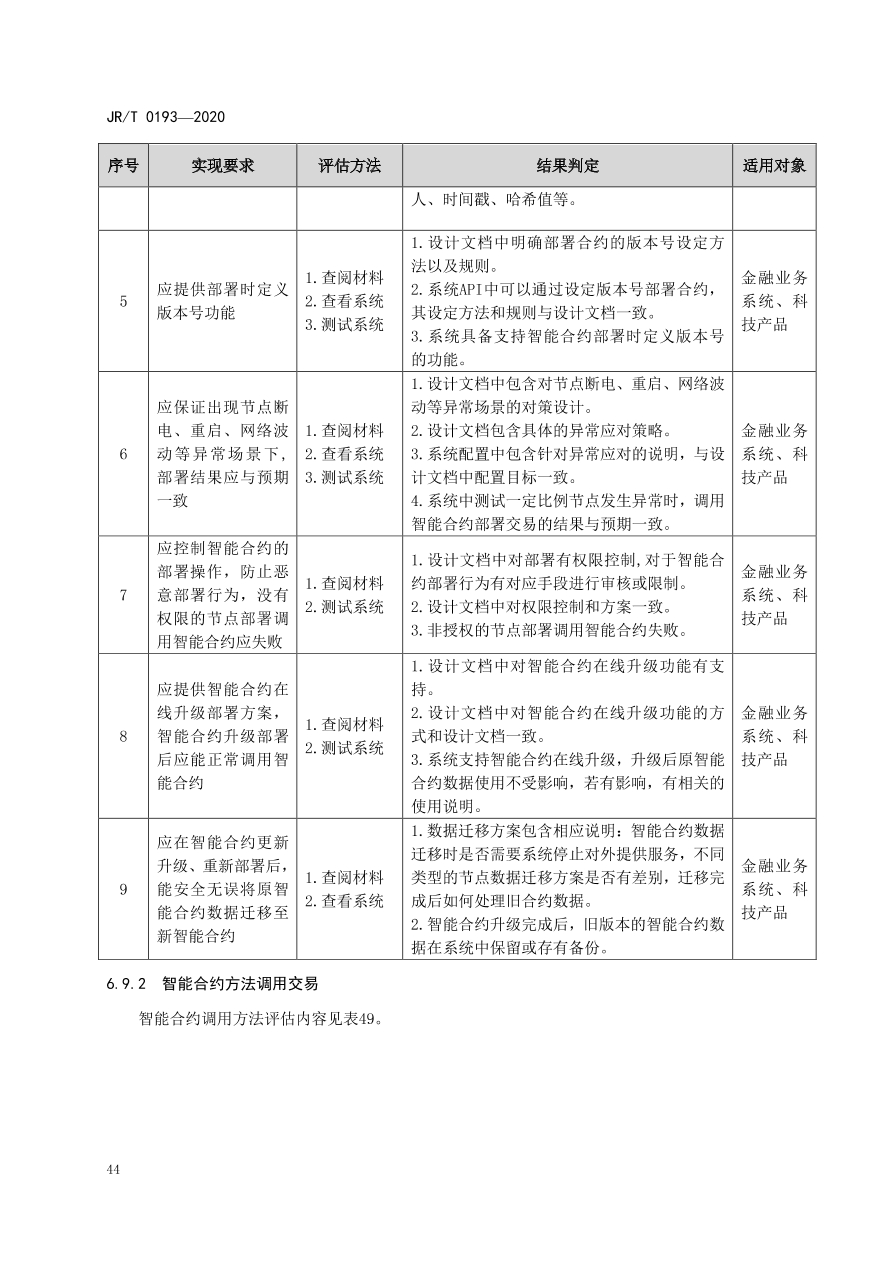 JR/T 0193—2020
序号 实现要求 评估方法 结果判定 适用对象
人、时间戳、哈希值等。
5
应提供部署时定义
版本号功能
1.查阅材料
2.查看系统
3.测试系统
1.设计文档中明确部署合约的版本号设定方
法以及规则。
2.系统API中可以通过设定版本号部署合约，
其设定方法和规则与设计文档一致。
3.系统具备支持智能合约部署时定义版本号
的功能。
金融业务
系统、科
技产品
6
应保证出现节点断
电、重启、网络波
动等异常场景下，
部署结果应与预期
一致
1.查阅材料
2.查看系统
3.测试系统
1.设计文档中包含对节点断电、重启、网络波
动等异常场景的对策设计。
2.设计文档包含具体的异常应对策略。
3.系统配置中包含针对异常应对的说明，与设
计文档中配置目标一致。
4.系统中测试一定比例节点发生异常时，调用
智能合约部署交易的结果与预期一致。
金融业务
系统、科
技产品
7
应控制智能合约的
部署操作，防止恶
意部署行为，没有
权限的节点部署调
用智能合约应失败
1.查阅材料
2.测试系统
1.设计文档中对部署有权限控制,对于智能合
约部署行为有对应手段进行审核或限制。
2.设计文档中对权限控制和方案一致。
3.非授权的节点部署调用智能合约失败。
金融业务
系统、科
技产品
8
应提供智能合约在
线升级部署方案，
智能合约升级部署
后应能正常调用智
能合约
1.查阅材料
2.测试系统
1.设计文档中对智能合约在线升级功能有支
持。
2.设计文档中对智能合约在线升级功能的方
式和设计文档一致。
3.系统支持智能合约在线升级，升级后原智能
合约数据使用不受影响，若有影响，有相关的
使用说明。
金融业务
系统、科
技产品
9
应在智能合约更新
升级、重新部署后，
能安全无误将原智
能合约数据迁移至
新智能合约
1.查阅材料
2.查看系统
1.数据迁移方案包含相应说明：智能合约数据
迁移时是否需要系统停止对外提供服务，不同
类型的节点数据迁移方案是否有差别，迁移完
成后如何处理旧合约数据。
2.智能合约升级完成后，旧版本的智能合约数
据在系统中保留或存有备份。
金融业务
系统、科
技产品
6.9.2 智能合约方法调用交易
智能合约调用方法评估内容见表49。
44